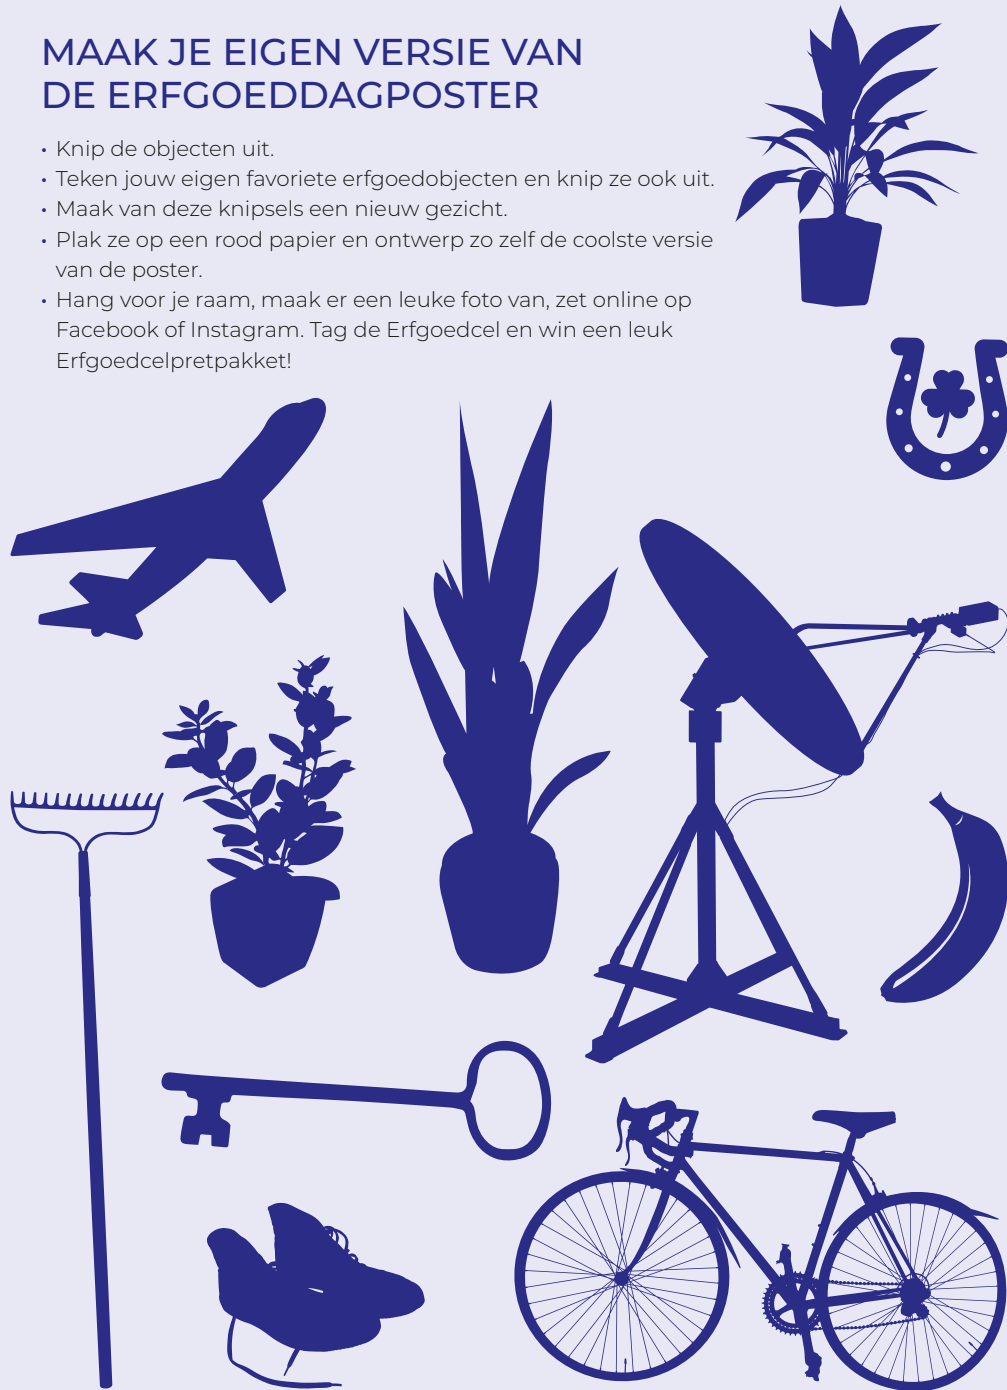 MAAK JE EIGEN VERSIE VAN
DE ERFGOEDDAGPOSTER
• Knip de objecten uit.
• Teken jouw eigen favoriete erfgoedobjecten en knip ze ook uit.
• Maak van deze knipsels een nieuw gezicht.
• Plak ze op een rood papier en ontwerp zo zelf de coolste versie
van de poster.
• Hang voor je raam, maak er een leuke foto van, zet online op
Facebook of Instagram. Tag de Erfgoedcel en win een leuk
Erfgoedcelpretpakket!